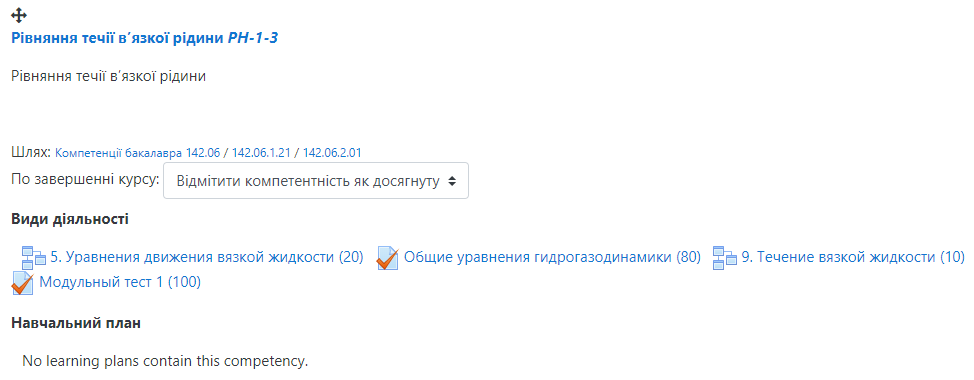 Рівняння течії в’язкої рідини РН-1-3
Рівняння течії в’язкої рідини
Шлях: Компетенції бакалавра 142.06 / 142.06.1.21 / 142.06.2.01
По завершенні курсу: Відмітити компетентність як досягнуту
Види діяльності
5. Уравнения движения вязкой жидкости (20) Общие уравнения гидрогазодинамики (80) 9. Течение вязкой жидкости (10)
Модульный тест 1 (100)
Навчальний план
No learning plans contain this competency.